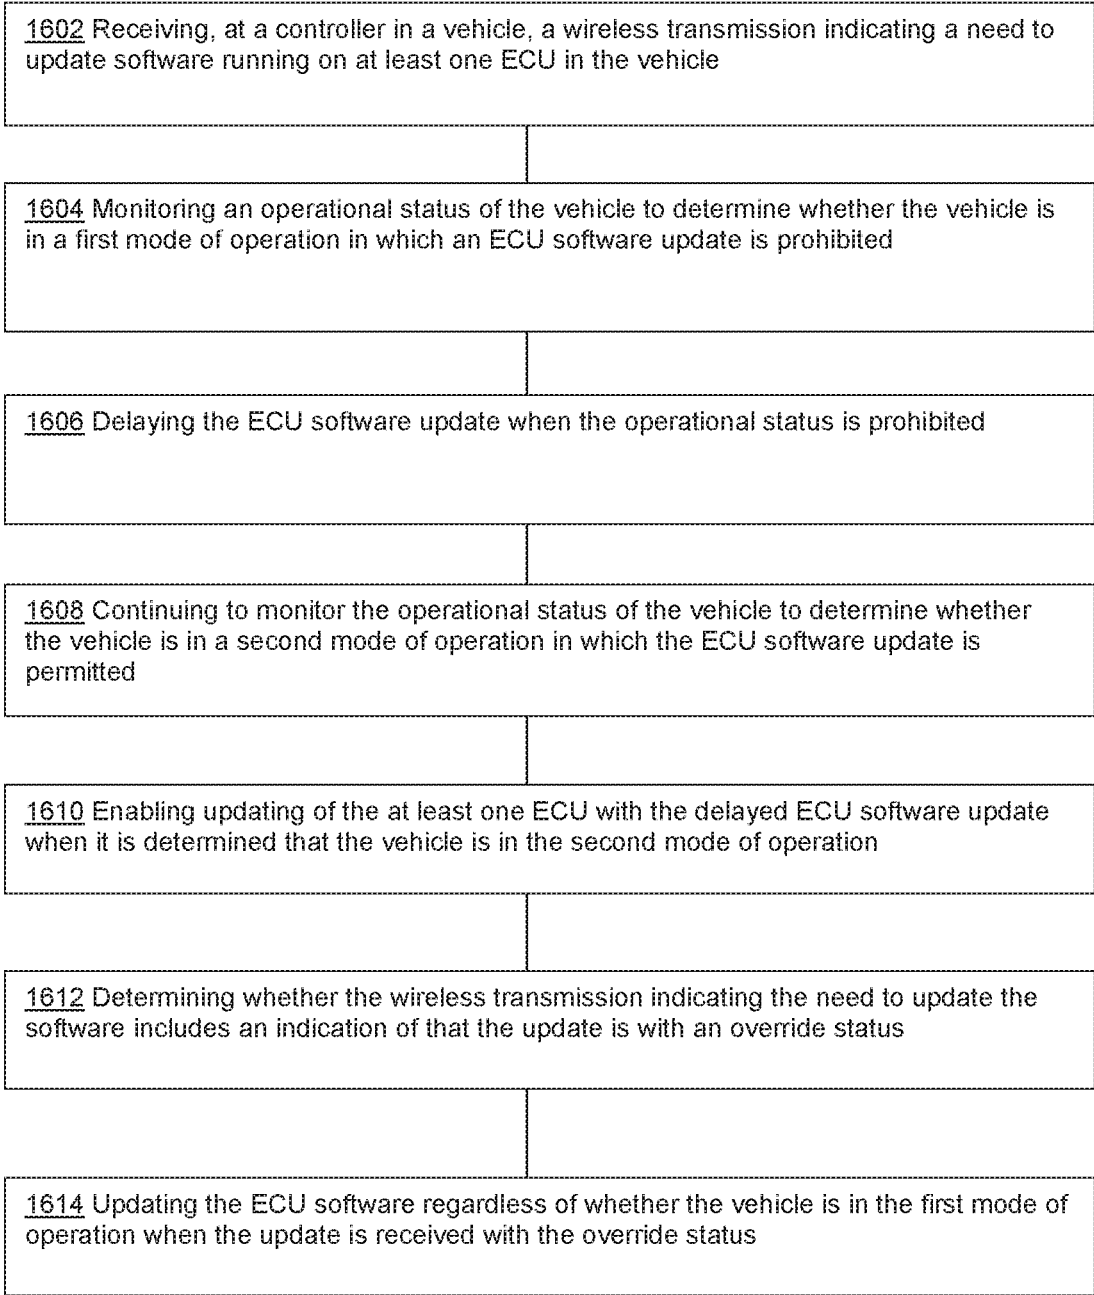 1602 Receiving, at a controller in a vehicle, a wireless transmission indicating a need to
update software running on at least one ECU in the vehicle
1604 Monitoring an operational status of the vehicle to determine whether the vehicle is
in a first mode of operation in which an ECU software update is prohibited
1606 Delaying the ECU software update when the operational status is prohibited
1608 Continuing to monitor the operational status of the vehicle to determine whether
the vehicle is in a second mode of operation in which the ECU software update is
permitted
1610 Enabling updating of the at least one ECU with the delayed ECU software update
when it is determined that the vehicle is in the second mode of operation
1612 Determining whether the wireless transmission indicating the need to update the
software includes an indication of that the update is with an override status
1614 Updating the ECU software regardless of whether the vehicle is in the first mode of
operation when the update is received with the override status